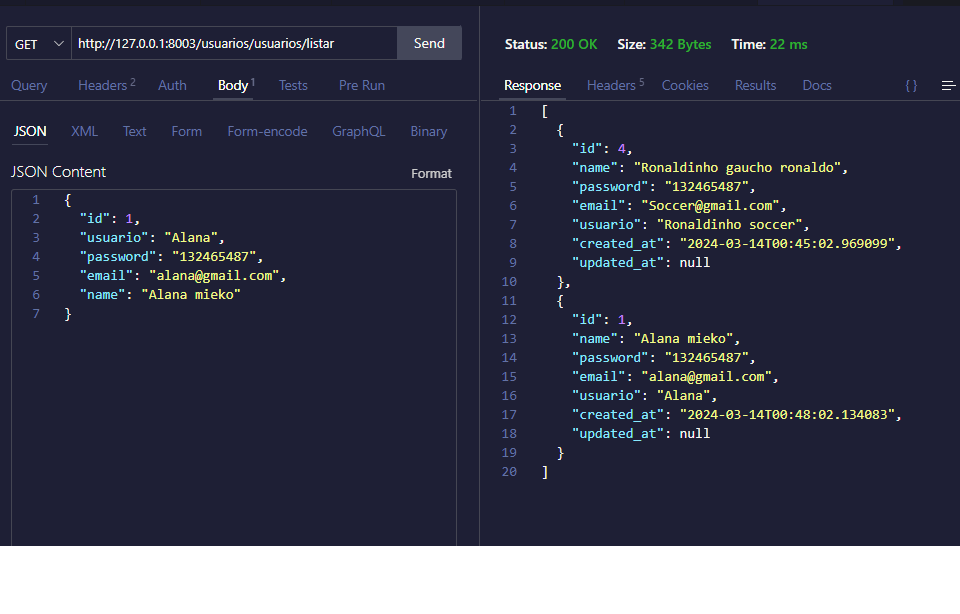 GET http://127.0.0.1:8003/usuarios/usuarios/listar Send
Query Headers 2 Auth Body 1 Tests Pre Run
JSON XML Text Form Form-encode GraphQL Binary
JSON Content Format
1 {
2 "id": 1,
3 "usuario": "Alana",
4 "password": "132465487",
5 "email": "alana@gmail.com",
6 "name": "Alana mieko"
7 }
Status: 200 OK Size: 342 Bytes Time: 22 ms
Response Headers 5 Cookies Results Docs { }
1 [
2 {
3 "id": 4,
4 "name": "Ronaldinho gaucho ronaldo",
5 "password": "132465487",
6 "email": "Soccer@gmail.com",
7 "usuario": "Ronaldinho soccer",
8 "created_at": "2024-03-14T00:45:02.969099",
9 "updated_at": null
10 },
11 {
12 "id": 1,
13 "name": "Alana mieko",
14 "password": "132465487",
15 "email": "alana@gmail.com",
16 "usuario": "Alana",
17 "created_at": "2024-03-14T00:48:02.134083",
18 "updated_at": null
19 }
20 ]